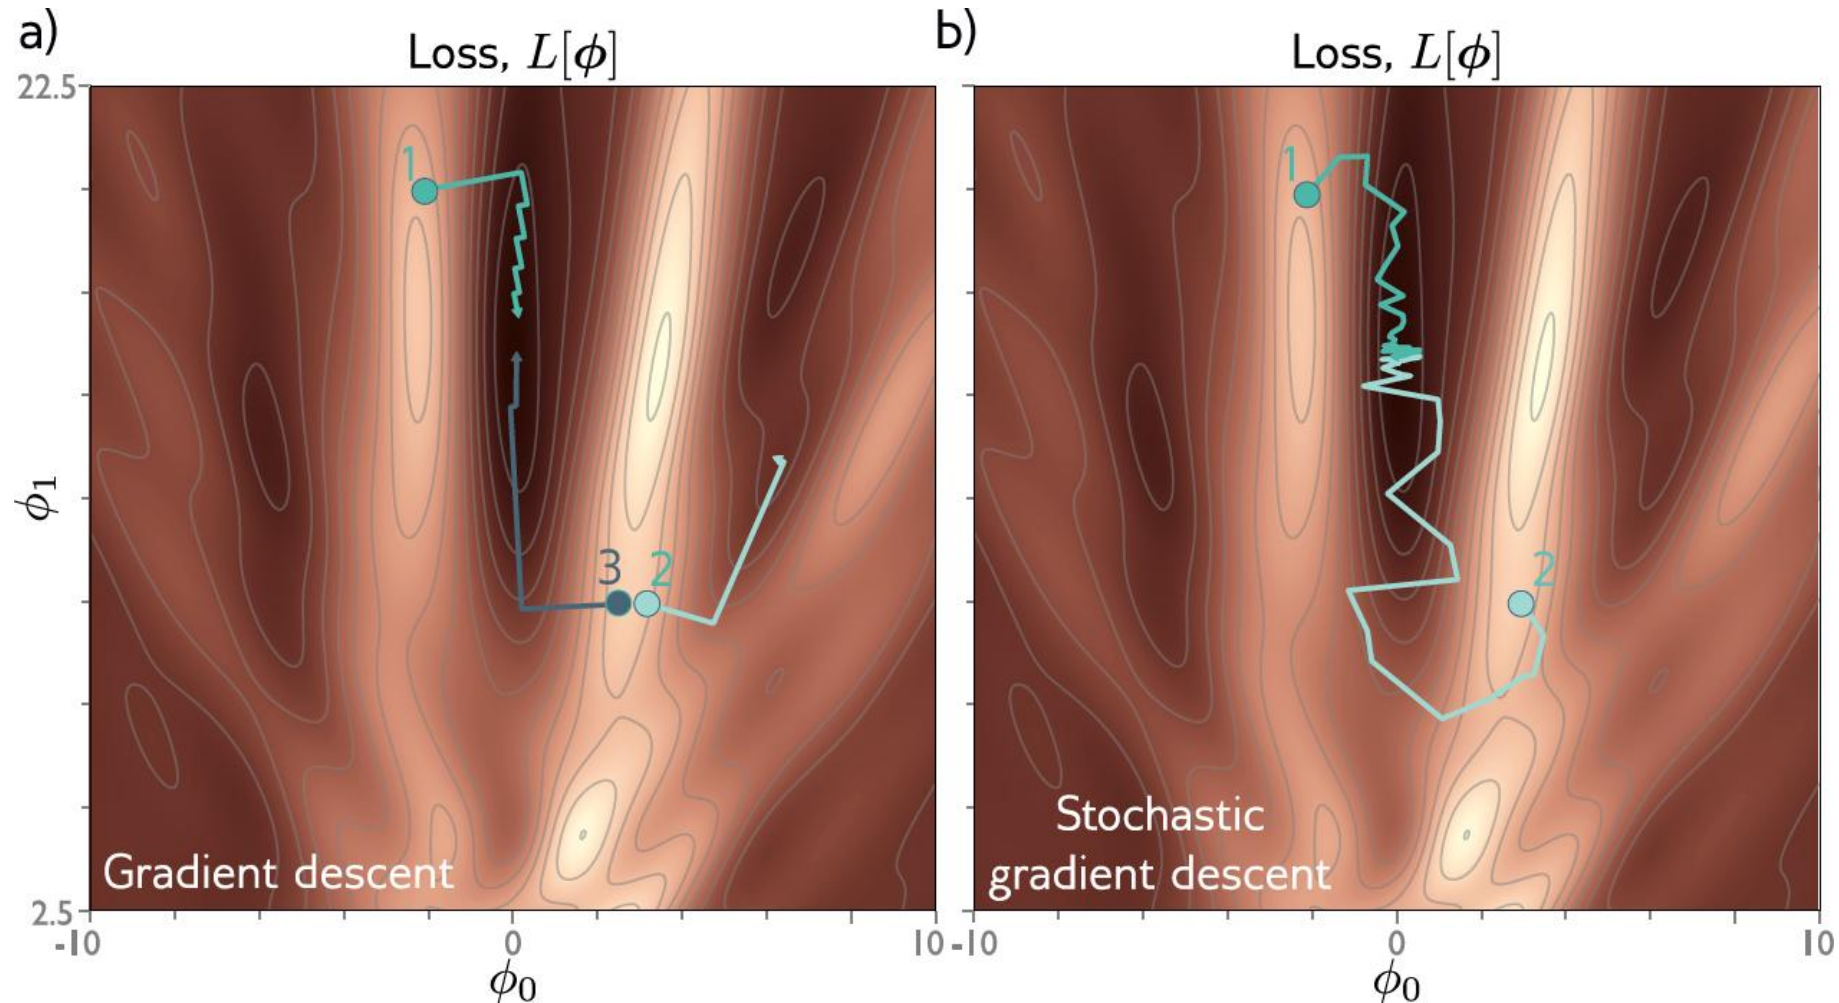 a)
Loss, L[ϕ]
22.5
1
ϕ₁
3 2
Gradient descent
2.5
-10 0 10
ϕ₀
b)
Loss, L[ϕ]
1
2
Stochastic
gradient descent
-10 0 10
ϕ₀